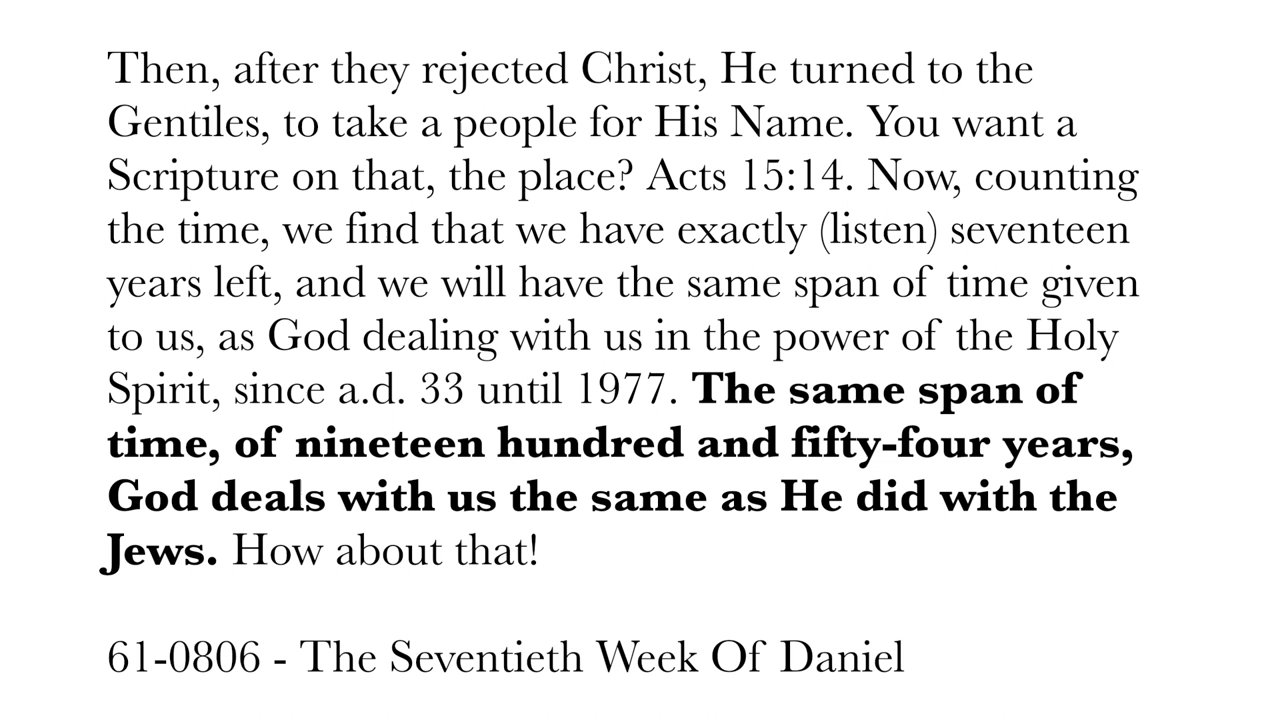 Then, after they rejected Christ, He turned to the
Gentiles, to take a people for His Name. You want a
Scripture on that, the place? Acts 15:14. Now, counting
the time, we find that we have exactly (listen) seventeen
years left, and we will have the same span of time given
to us, as God dealing with us in the power of the Holy
Spirit, since a.d. 33 until 1977. The same span of
time, of nineteen hundred and fifty-four years,
God deals with us the same as He did with the
Jews. How about that!
61-0806 - The Seventieth Week Of Daniel